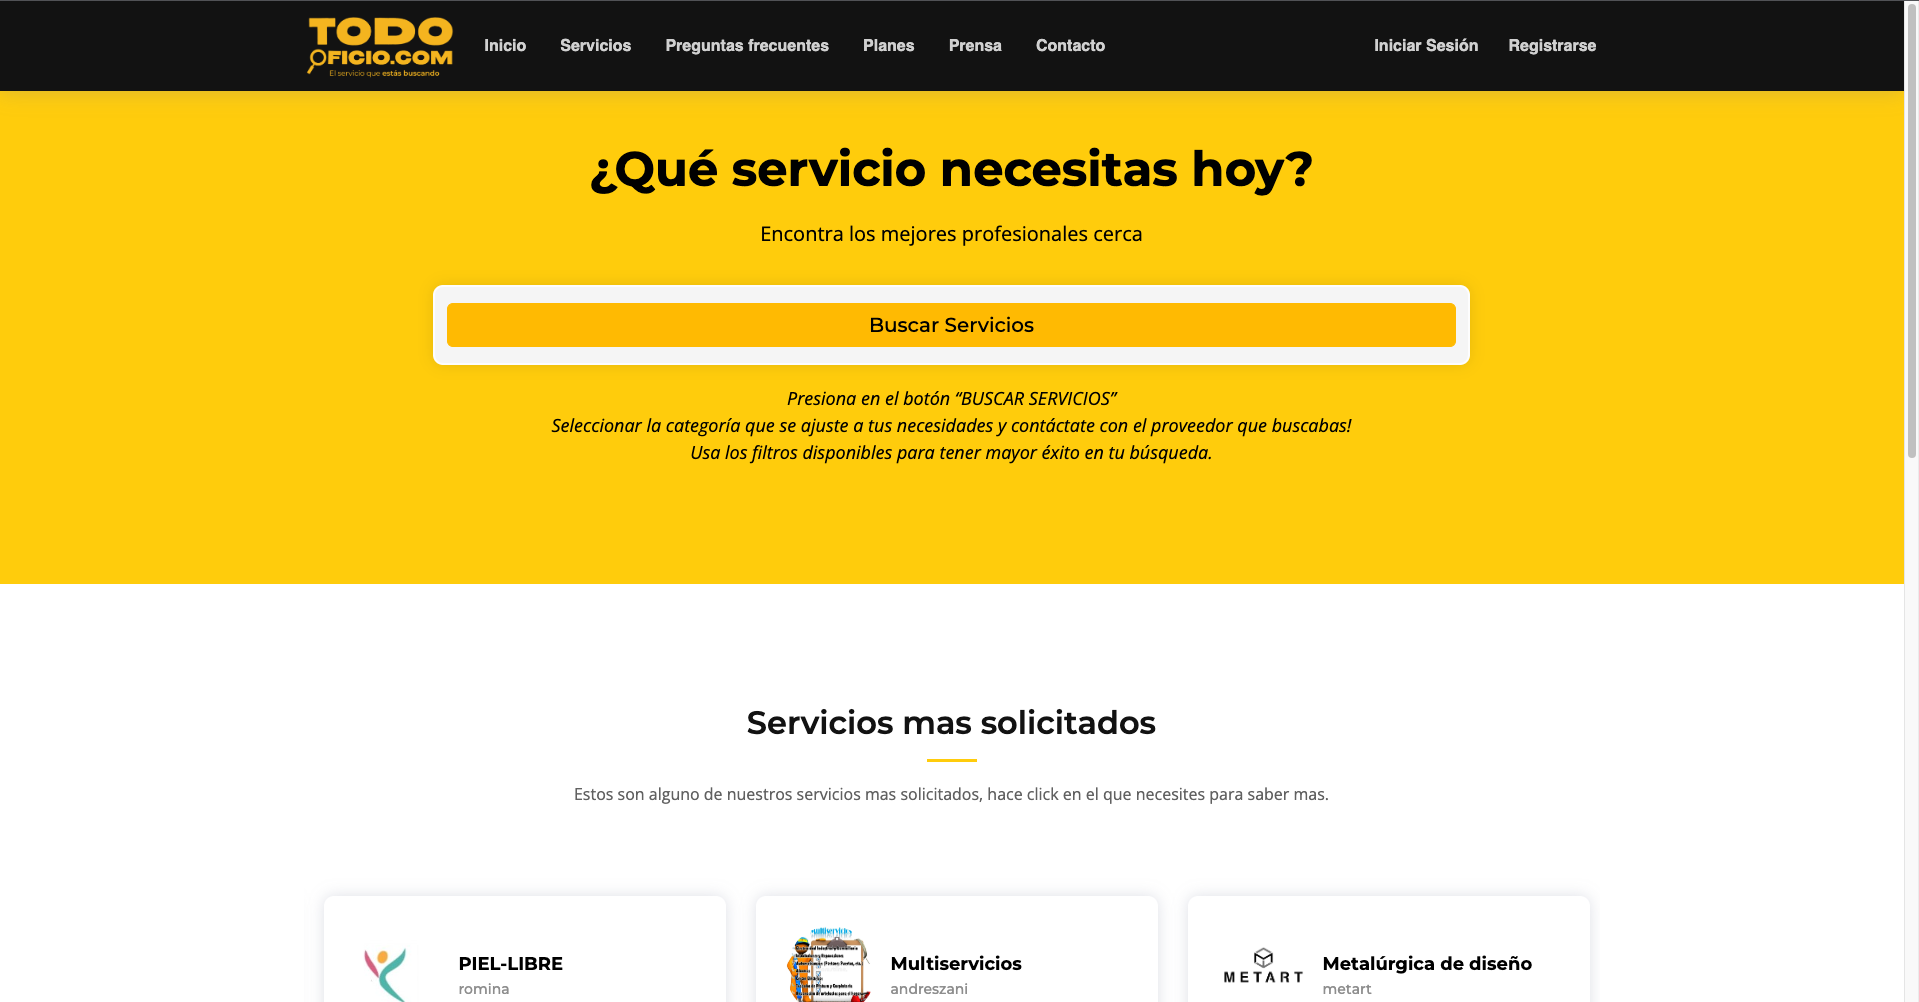 TODO
OFICIO.COM
El servicio que estás buscando
Inicio
Servicios
Preguntas frecuentes
Planes
Prensa
Contacto
Iniciar Sesión
Registrarse
¿Qué servicio necesitas hoy?
Encontra los mejores profesionales cerca
Buscar Servicios
Presiona en el botón “BUSCAR SERVICIOS”
Seleccionar la categoría que se ajuste a tus necesidades y contáctate con el proveedor que buscabas!
Usa los filtros disponibles para tener mayor éxito en tu búsqueda.
Servicios mas solicitados
Estos son alguno de nuestros servicios mas solicitados, hace click en el que necesites para saber mas.
PIEL-LIBRE
romina
multiservicios
Multiservicios
andreszani
METART
Metalúrgica de diseño
metart